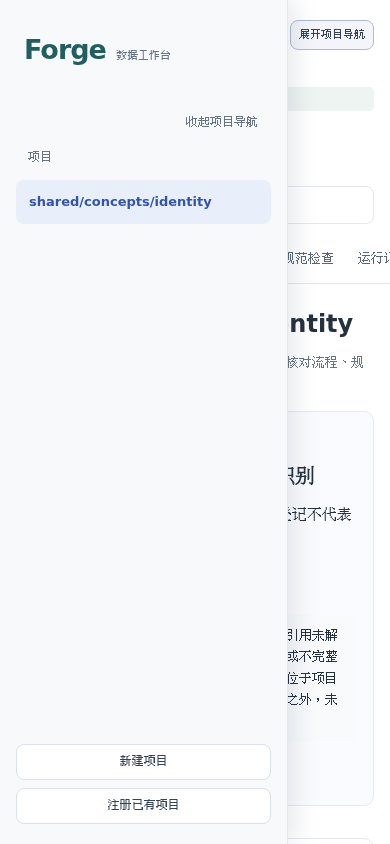 Forge 数据工作台
展开项目导航
收起项目导航
项目
shared/concepts/identity
规范检查 运行
ntity
核对流程、规
识别
登记不代表
引用未解
或不完整
位于项目
之外，未
新建项目
注册已有项目